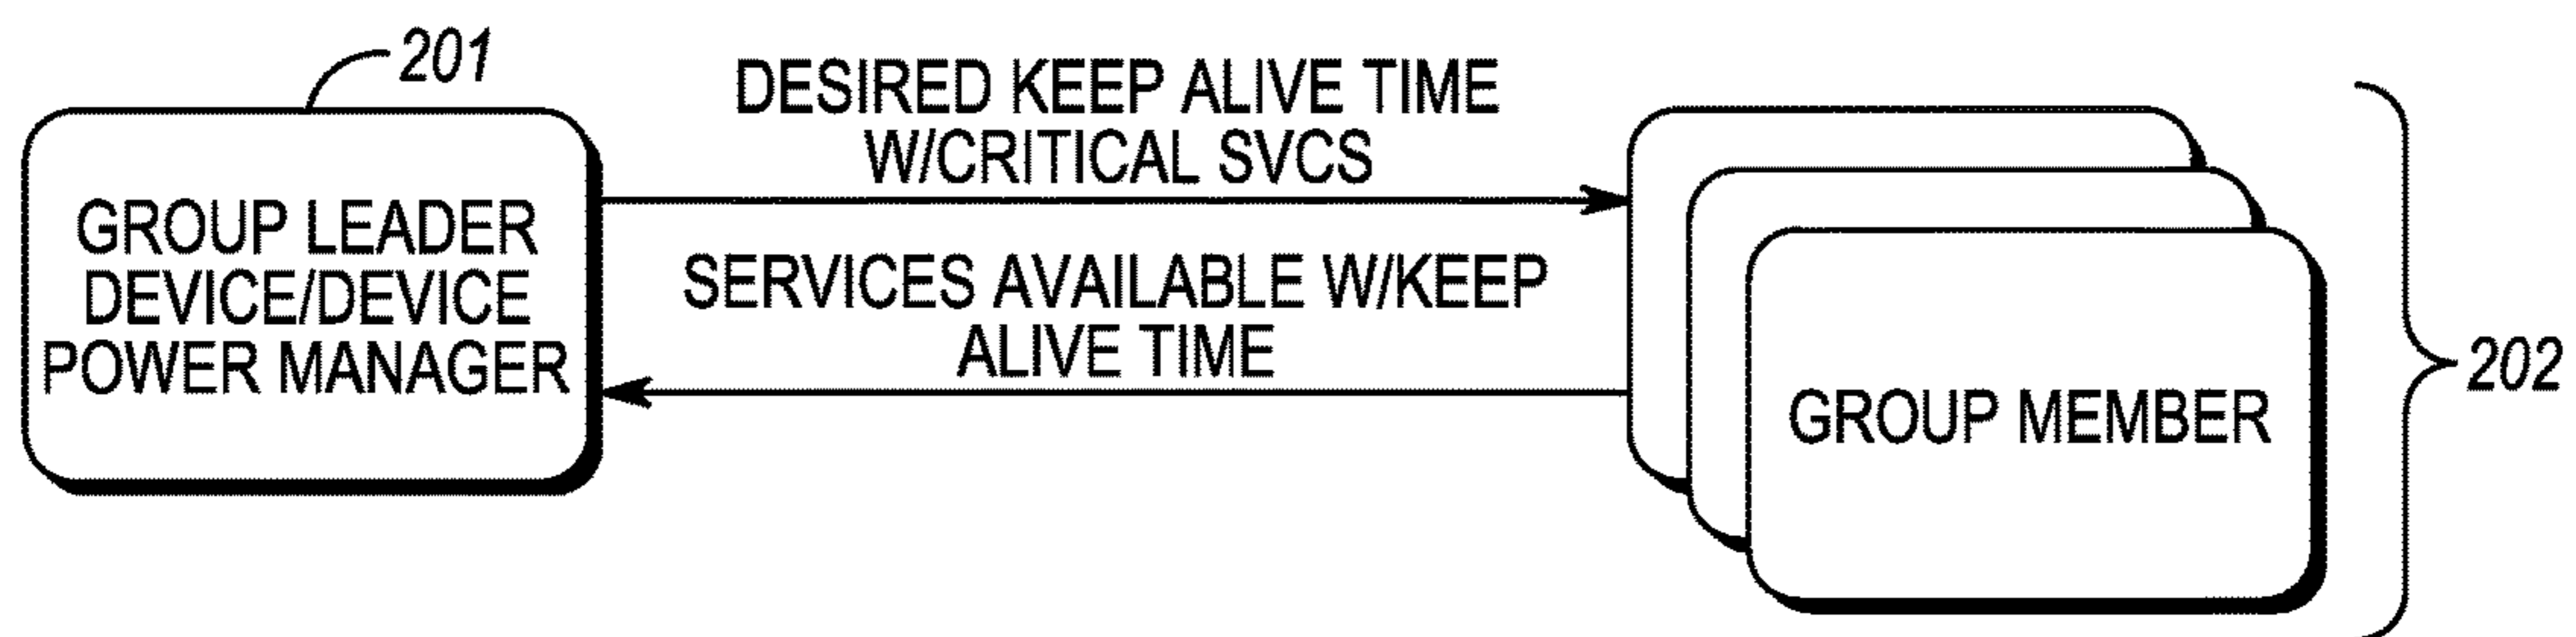 201
DESIRED KEEP ALIVE TIME
W/CRITICAL SVCS
GROUP LEADER
DEVICE/DEVICE
POWER MANAGER
SERVICES AVAILABLE W/KEEP
ALIVE TIME
GROUP MEMBER
202